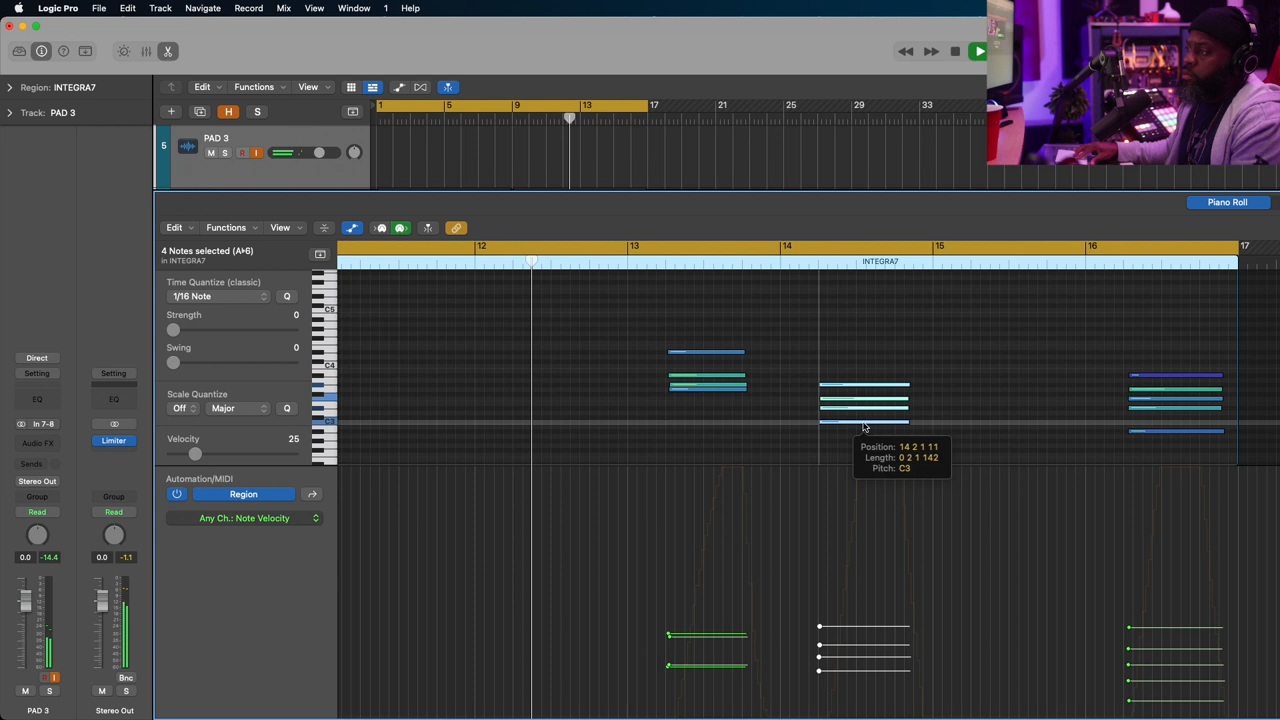 Logic Pro File Edit Track Navigate Record Mix View Window 1 Help
Region: INTEGRA7
Edit Functions View
Track: PAD 3
1 5 9 13 17 21 25 29 33
5 PAD 3
M S R I
H S
Piano Roll
Edit Functions View
4 Notes selected (A♭6)
in INTEGRA7
12 13 14 15 16 17
INTEGRA7
Time Quantize (classic)
1/16 Note Q
Strength 0
Swing 0
Scale Quantize
Off Major Q
Velocity 25
C5
C4
C3
Position: 14 2 1 11
Length: 0 2 1 142
Pitch: C3
Automation/MIDI
Region
Any Ch.: Note Velocity
Direct
Setting Setting
EQ EQ
In 7-8
Limiter
Audio FX
Sends
Stereo Out
Group Group
Read Read
0.0 -14.4 0.0 -1.1
R I Bnc
M S M S
PAD 3 Stereo Out